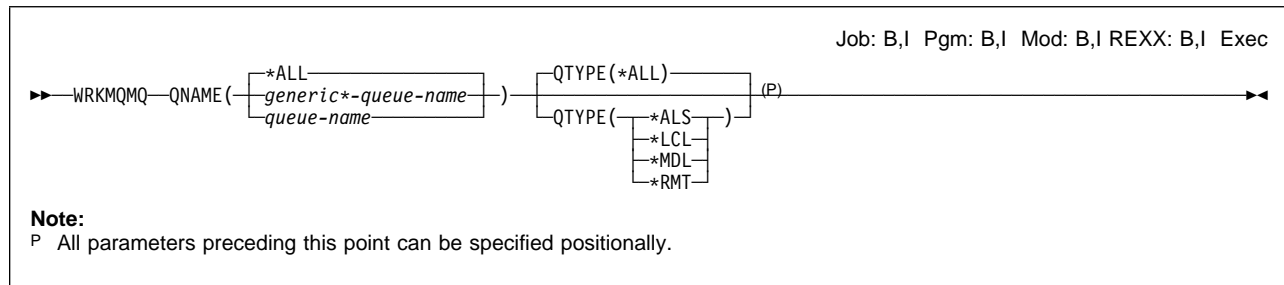 Job: B,I Pgm: B,I Mod: B,I REXX: B,I Exec
*ALL QTYPE(*ALL)
WRKMQMQ QNAME( generic*-queue-name ) (P)
queue-name QTYPE( *ALS )
*LCL
*MDL
*RMT
Note:
P All parameters preceding this point can be specified positionally.